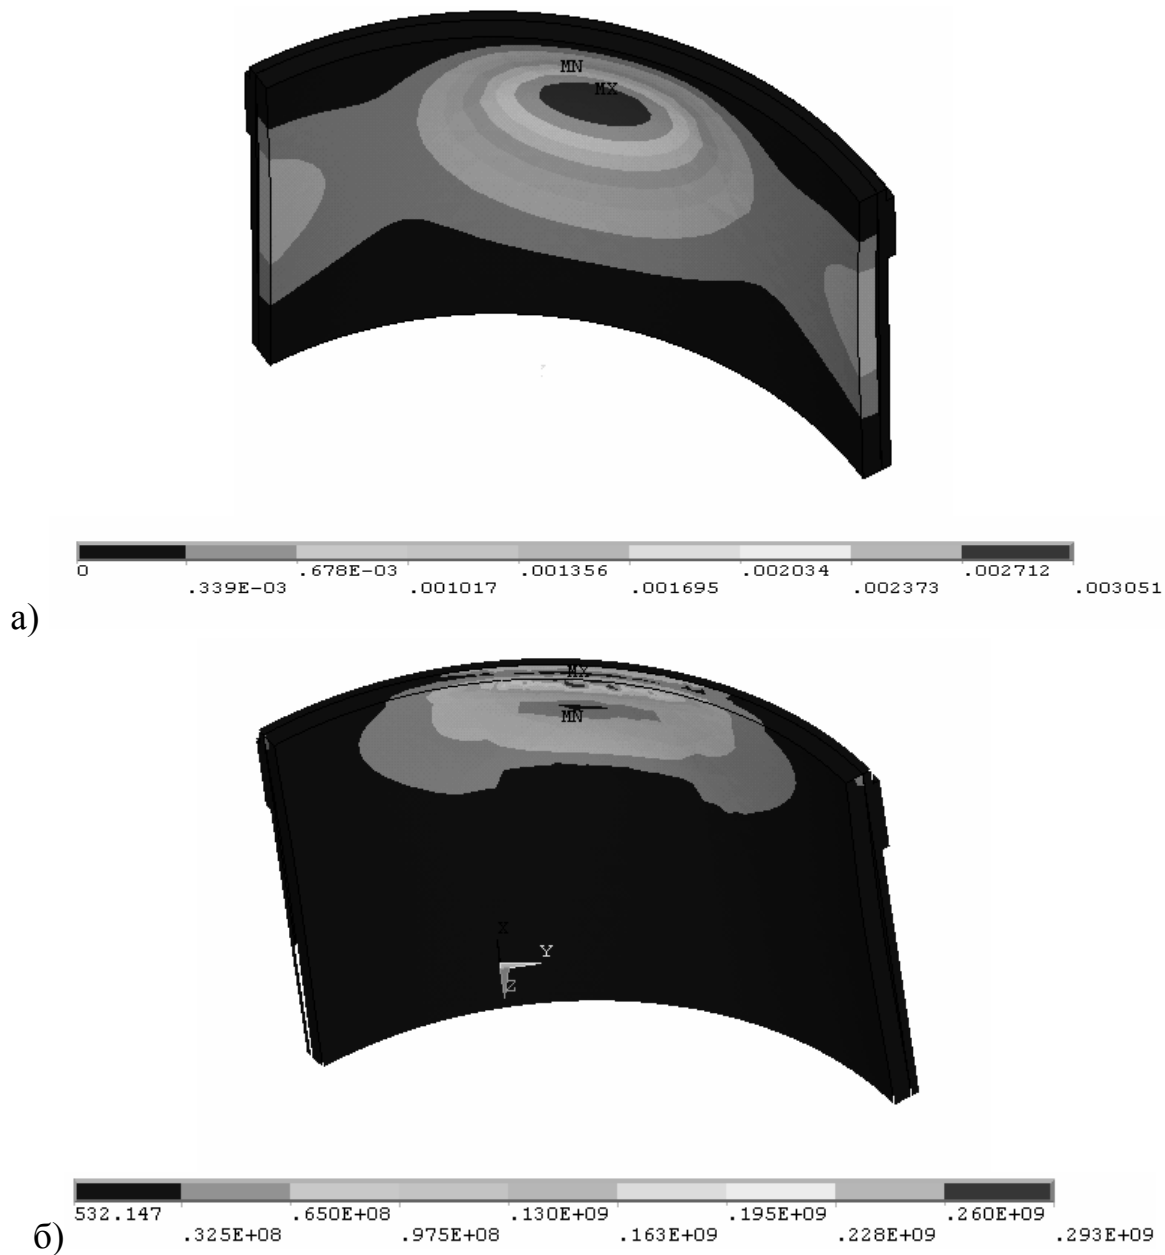 MN
MX
0 .678E-03 .001356 .002034 .002712
.339E-03 .001017 .001695 .002373 .003051
а)
MX
MN
X
Y
Z
532.147 .650E+08 .130E+09 .195E+09 .260E+09
.325E+08 .975E+08 .163E+09 .228E+09 .293E+09
б)